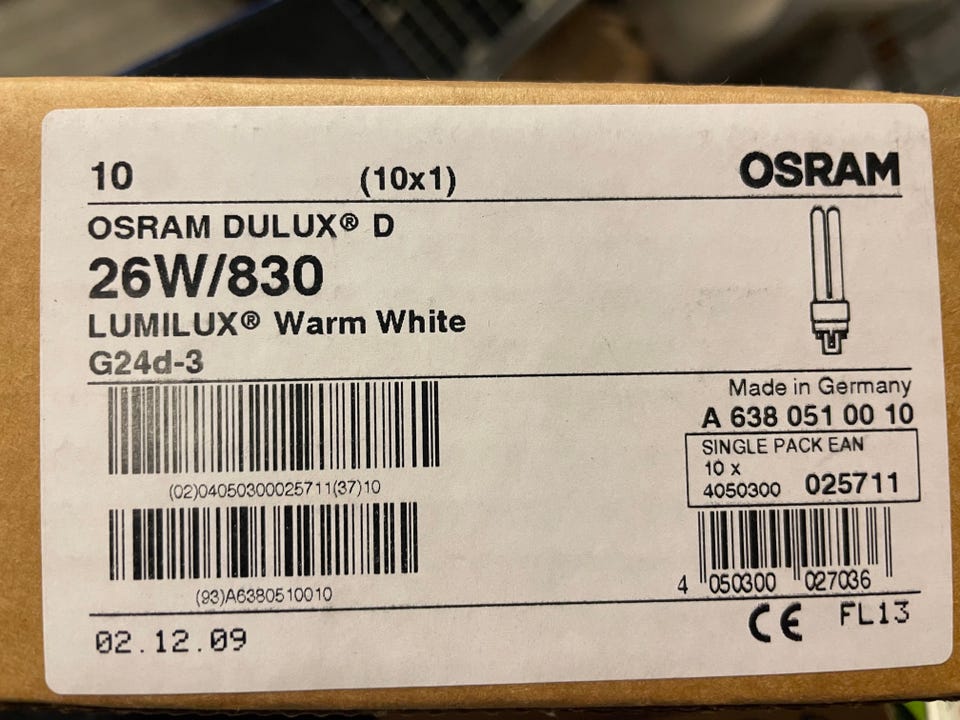 10 (10x1) OSRAM
OSRAM DULUX® D
26W/830
LUMILUX® Warm White
G24d-3
Made in Germany
A 638 051 00 10
SINGLE PACK EAN
10 x
4050300 025711
(02)04050300025711(37)10
4 050300 027036
(93)A6380510010
CE FL13
02.12.09